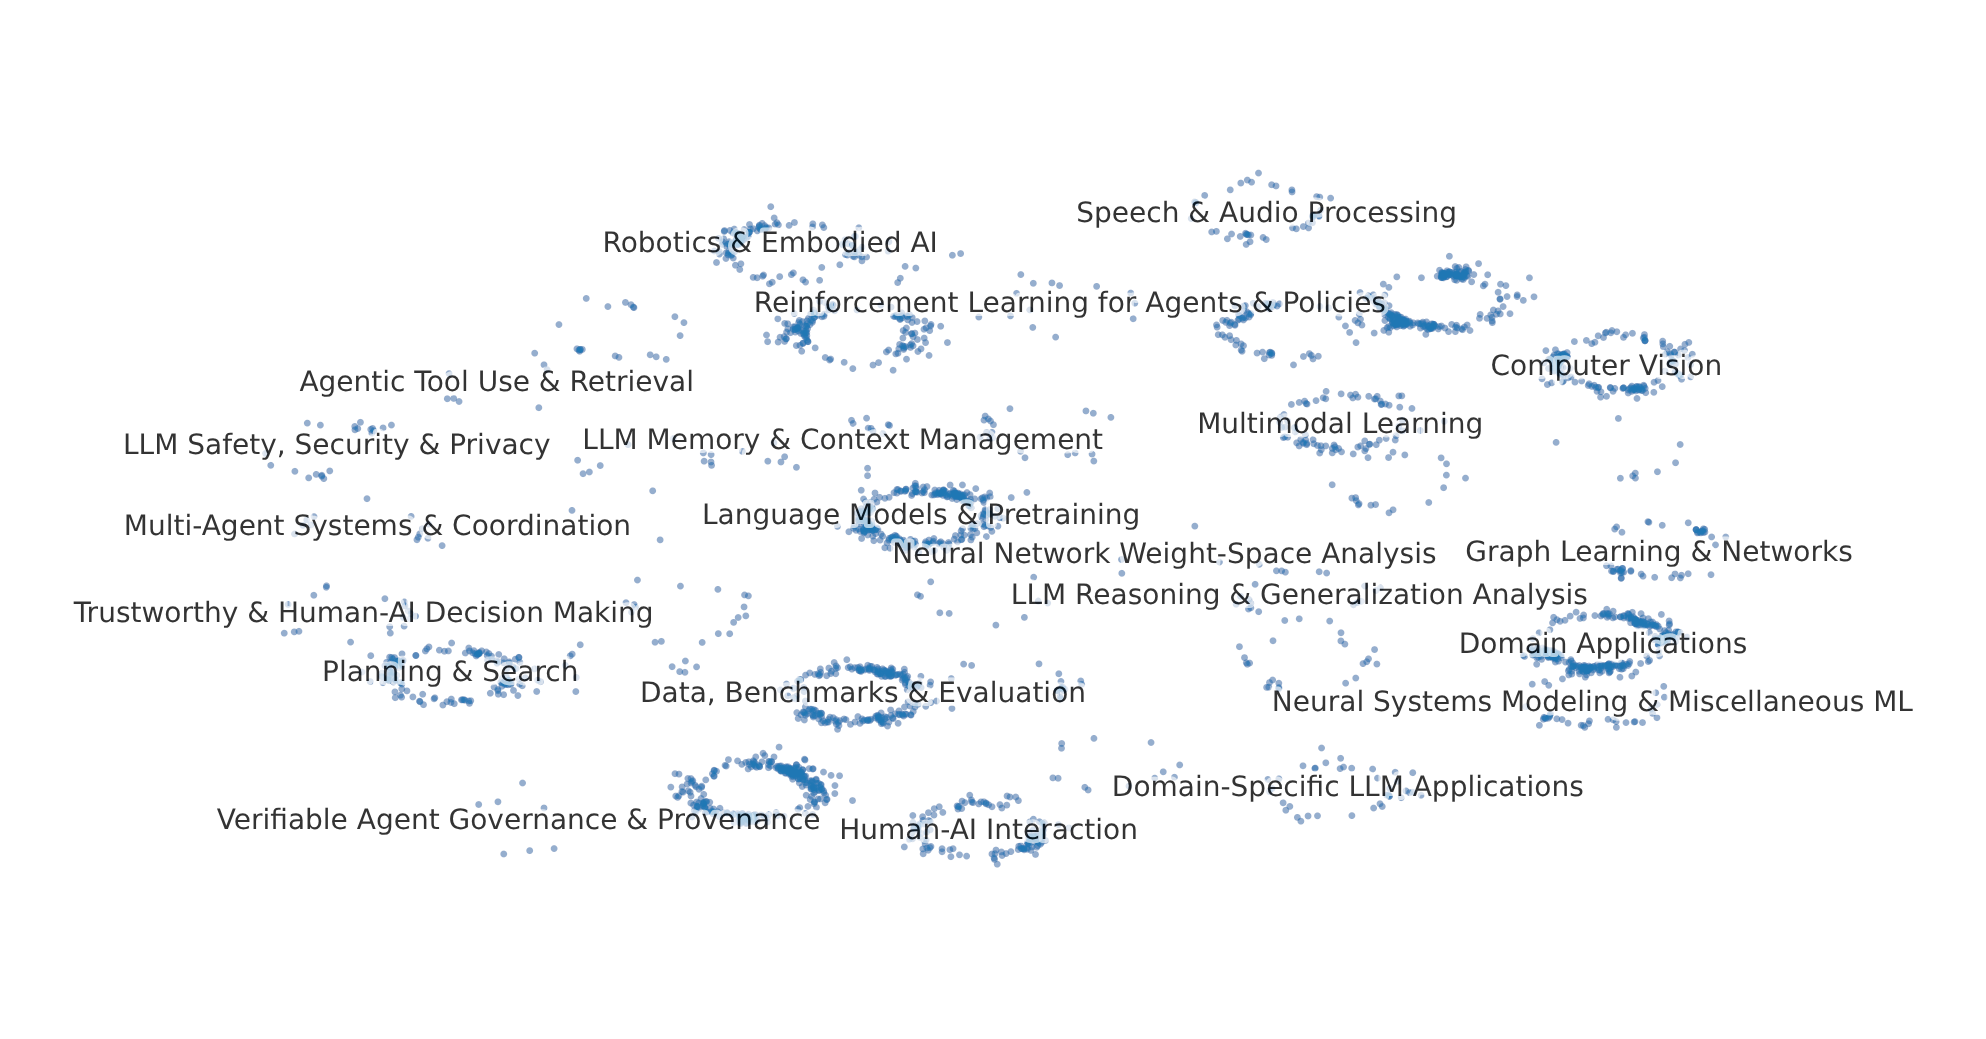 Speech & Audio Processing
Robotics & Embodied AI
Reinforcement Learning for Agents & Policies
Computer Vision
Agentic Tool Use & Retrieval
Multimodal Learning
LLM Safety, Security & Privacy
LLM Memory & Context Management
Language Models & Pretraining
Multi-Agent Systems & Coordination
Neural Network Weight-Space Analysis
Graph Learning & Networks
LLM Reasoning & Generalization Analysis
Trustworthy & Human-AI Decision Making
Domain Applications
Planning & Search
Data, Benchmarks & Evaluation
Neural Systems Modeling & Miscellaneous ML
Domain-Specific LLM Applications
Verifiable Agent Governance & Provenance
Human-AI Interaction